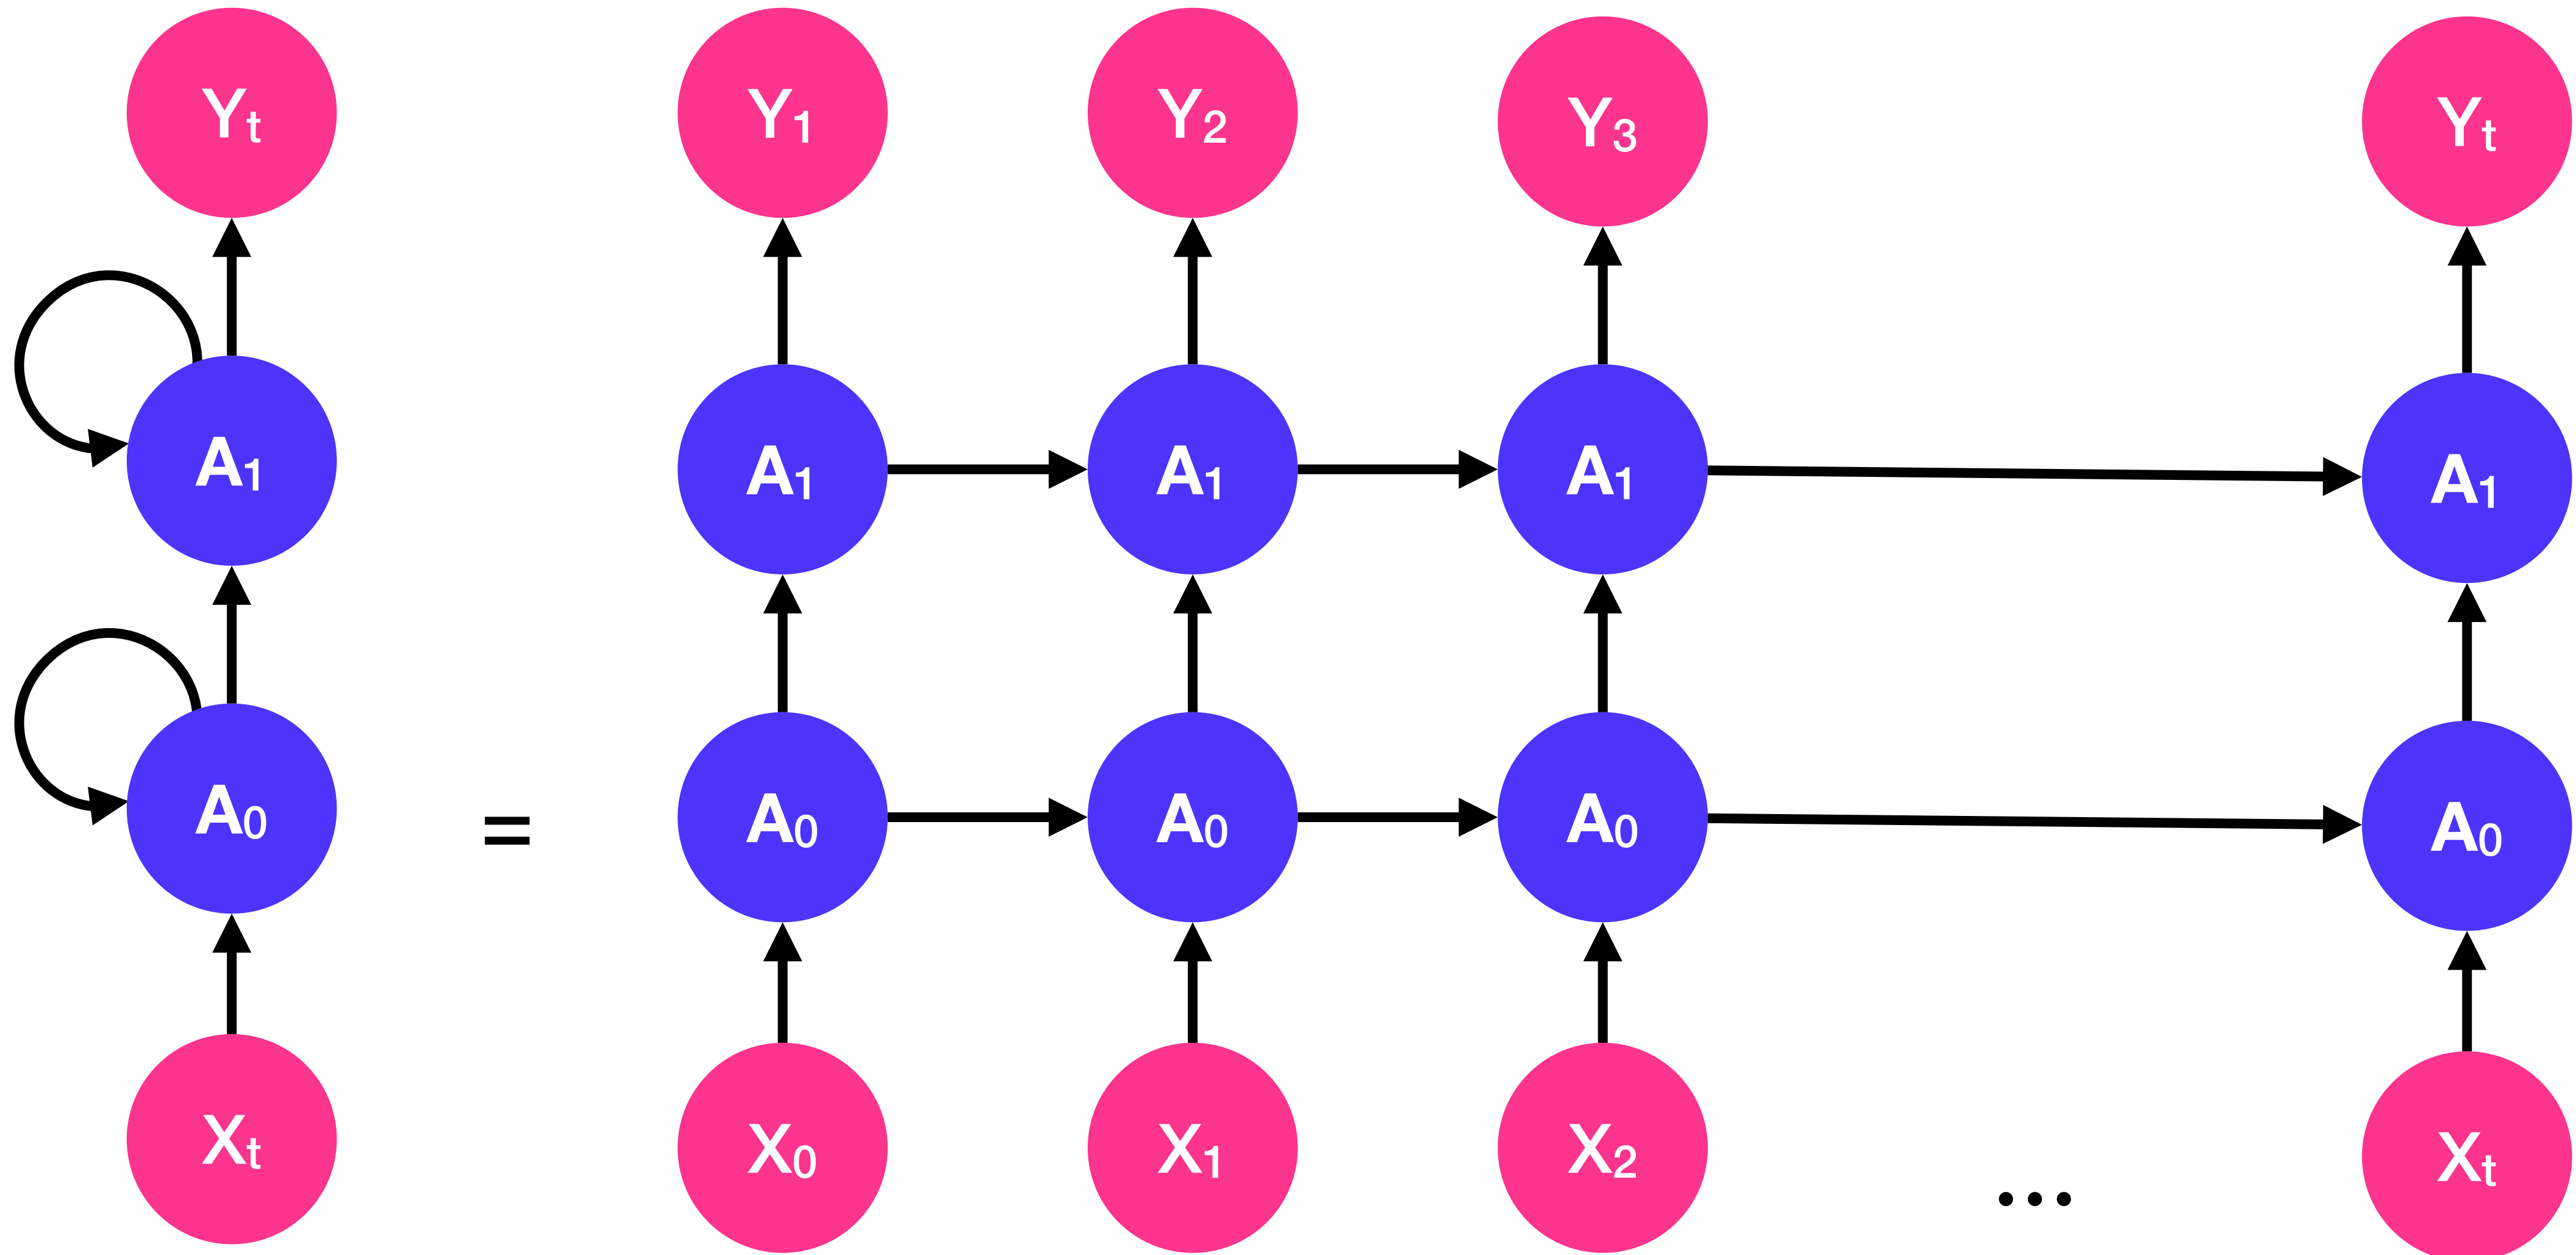 Yt Y1 Y2 Y3 Yt
A1 A1 A1 A1 A1
A0 = A0 A0 A0 A0
Xt X0 X1 X2 ... Xt